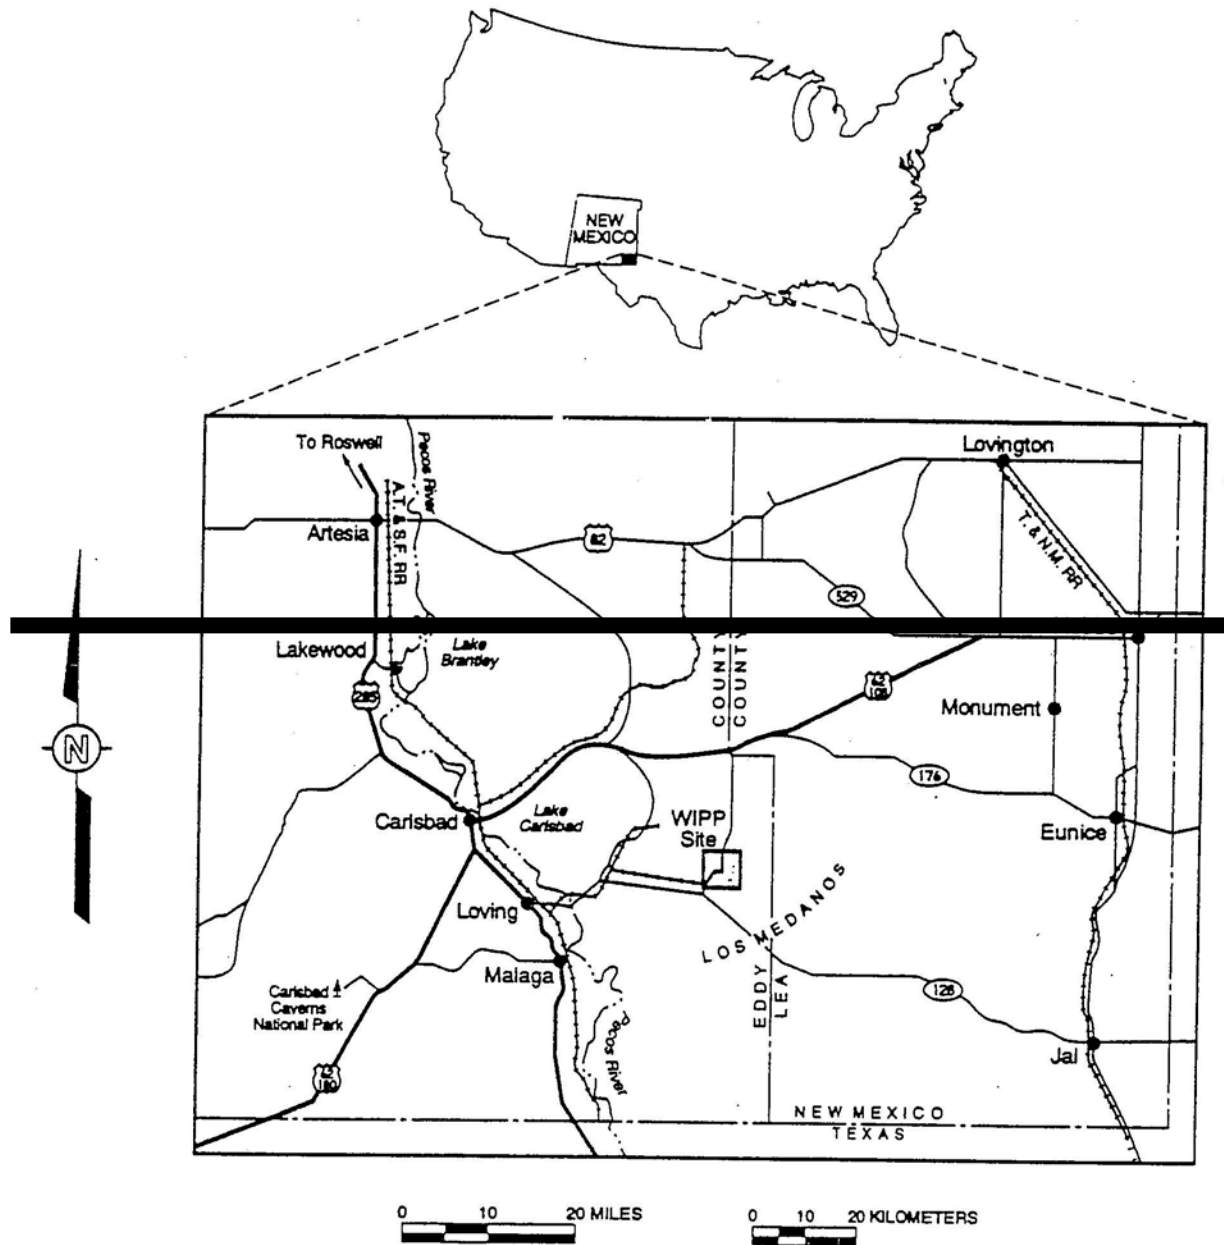 NEW
MEXICO
To Roswell
Pecos River
Lovington
A.T. & S.F. RR
Artesia
82
T. & N.M. RR
529
Lakewood
Lake
Brantley
285
COUNTY
COUNTY
62
180
Monument
176
Carlsbad
Lake
Carlsbad
WIPP
Site
Eunice
Loving
LOS MEDANOS
Malaga
EDDY
LEA
Carlsbad
Caverns
National Park
128
Pecos River
Jal
62
180
NEW MEXICO
TEXAS
N
0 10 20 MILES
0 10 20 KILOMETERS